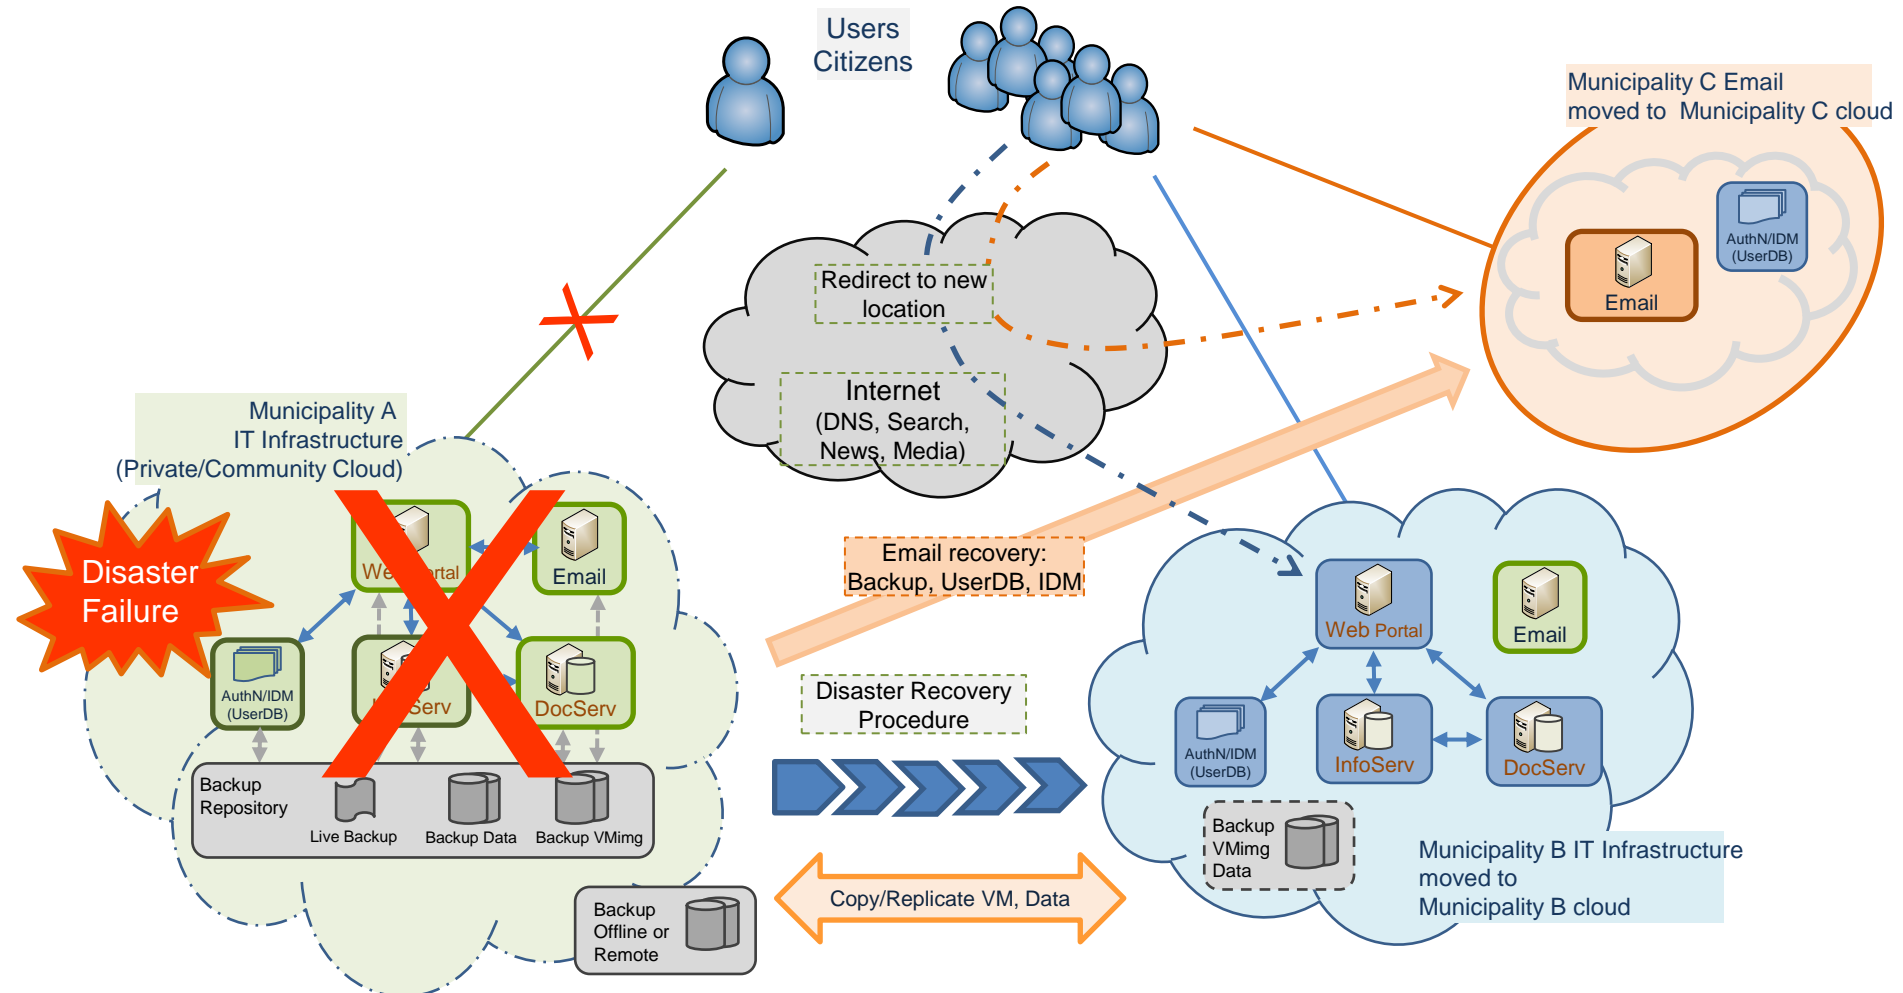 Users
Citizens
Municipality C Email
moved to Municipality C cloud
AuthN/IDM
(UserDB)
Email
Redirect to new
location
Internet
(DNS, Search,
News, Media)
Municipality A
IT Infrastructure
(Private/Community Cloud)
Disaster
Failure
Email
AuthN/IDM
(UserDB)
DocServ
Backup
Repository
Live Backup
Backup Data
Backup VMimg
Backup
Offline or
Remote
Email recovery:
Backup, UserDB, IDM
Disaster Recovery
Procedure
Copy/Replicate VM, Data
Web Portal
Email
AuthN/IDM
(UserDB)
InfoServ
DocServ
Backup
VMimg
Data
Municipality B IT Infrastructure
moved to
Municipality B cloud